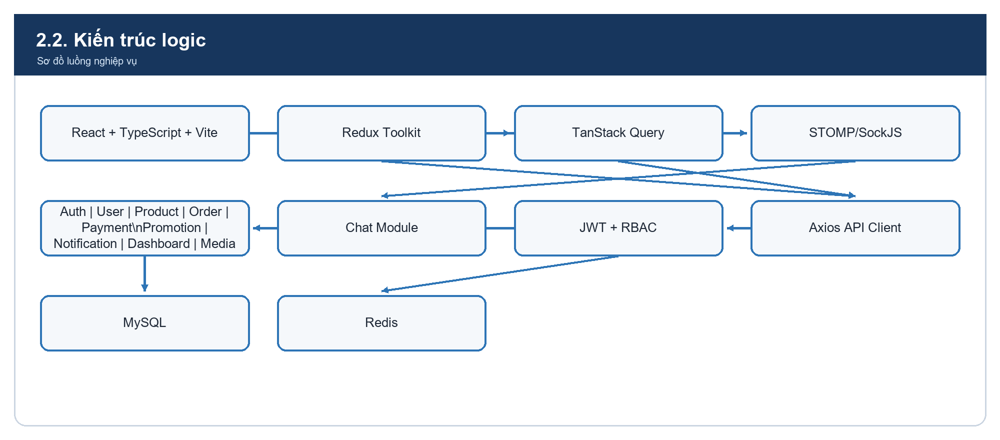 2.2. Kiến trúc logic
Sơ đồ luồng nghiệp vụ
React + TypeScript + Vite
Redux Toolkit
TanStack Query
STOMP/SockJS
Auth | User | Product | Order |
Payment\nPromotion |
Notification | Dashboard | Media
Chat Module
JWT + RBAC
Axios API Client
MySQL
Redis